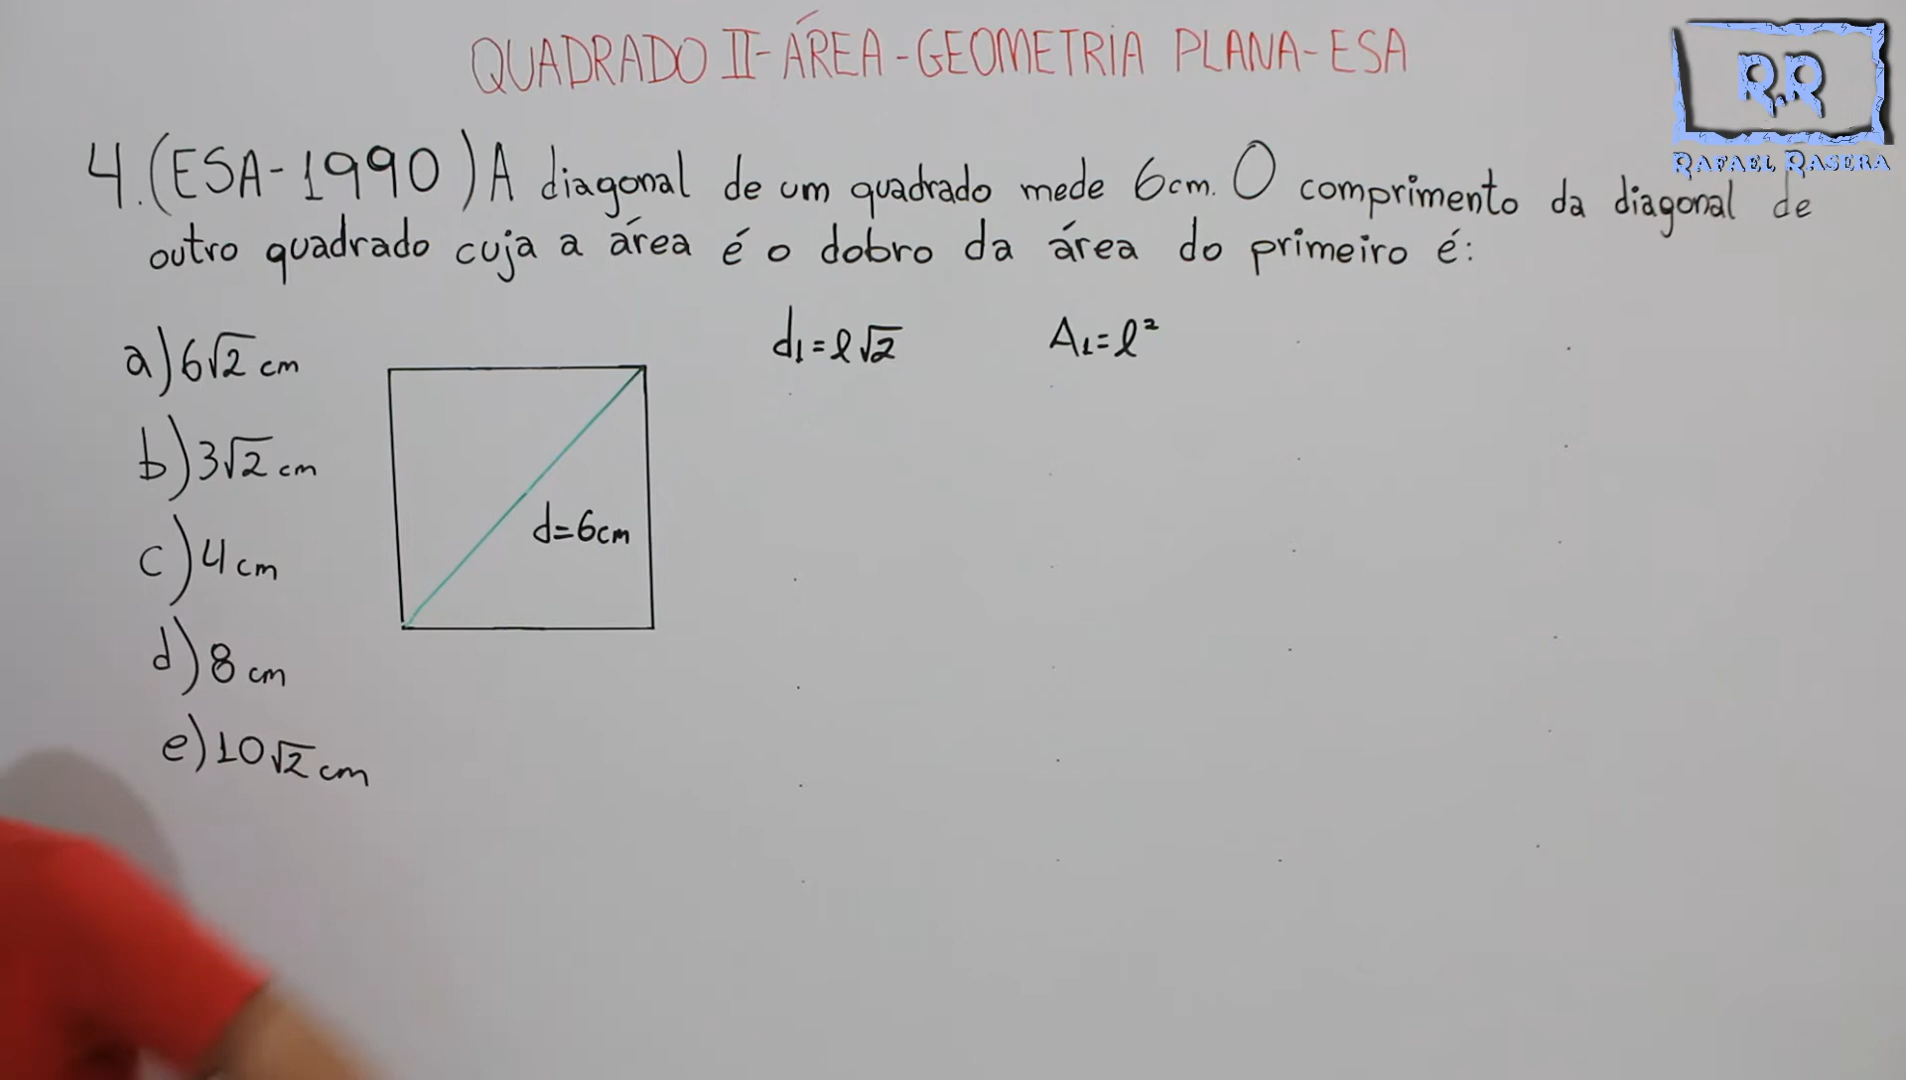 QUADRADO II-ÁREA-GEOMETRIA PLANA-ESA
R.R
RAFAEL RASERA
4.(ESA-1990) A diagonal de um quadrado mede 6cm. O comprimento da diagonal de
outro quadrado cuja a área é o dobro da área do primeiro é:
d₁=l√2
A₁=l²
a) 6√2 cm
b) 3√2 cm
c) 4 cm
d) 8 cm
e) 10√2 cm
d=6cm